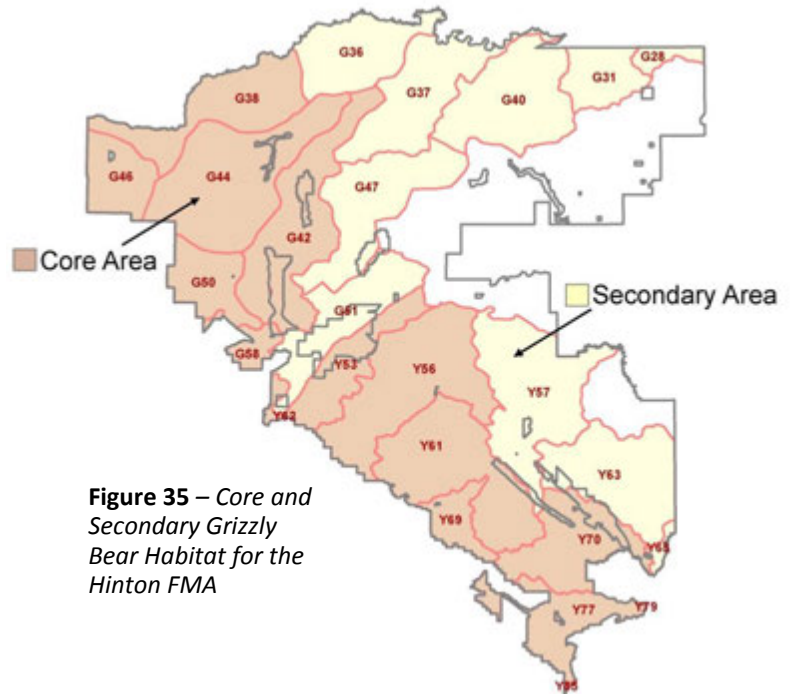 G36
G28
G31
G37
G38
G40
G46
G44
G47
G42
Core Area
G50
Secondary Area
G51
G58
Y53
Y56
Y57
Y62
Y61
Y63
Figure 35 – Core and
Secondary Grizzly
Bear Habitat for the
Hinton FMA
Y69
Y70
Y77
Y79